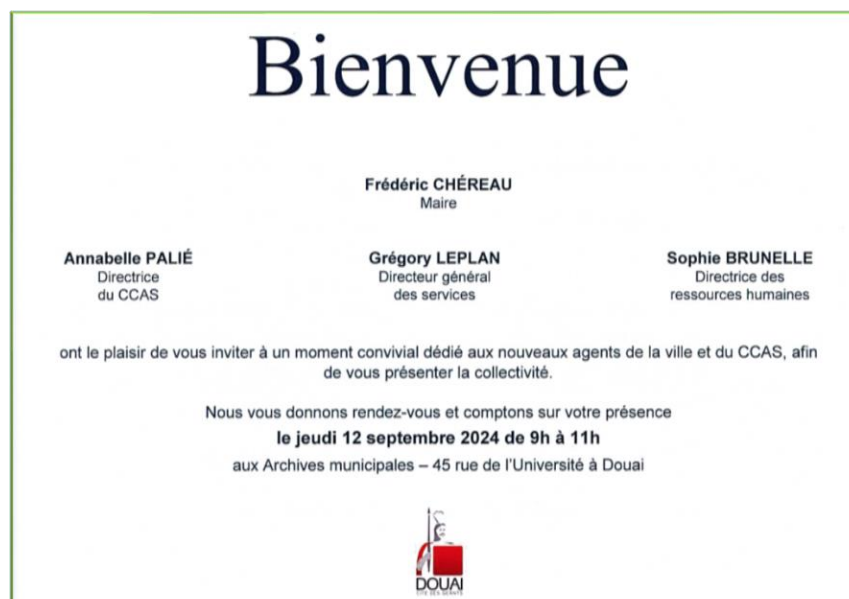 Bienvenue
Frédéric CHÉREAU
Maire
Annabelle PALIÉ
Directrice
du CCAS
Grégory LEPLAN
Directeur général
des services
Sophie BRUNELLE
Directrice des
ressources humaines
ont le plaisir de vous inviter à un moment convivial dédié aux nouveaux agents de la ville et du CCAS, afin
de vous présenter la collectivité.
Nous vous donnons rendez-vous et comptons sur votre présence
le jeudi 12 septembre 2024 de 9h à 11h
aux Archives municipales – 45 rue de l'Université à Douai
DOUAI
CITÉ DES GÉANTS